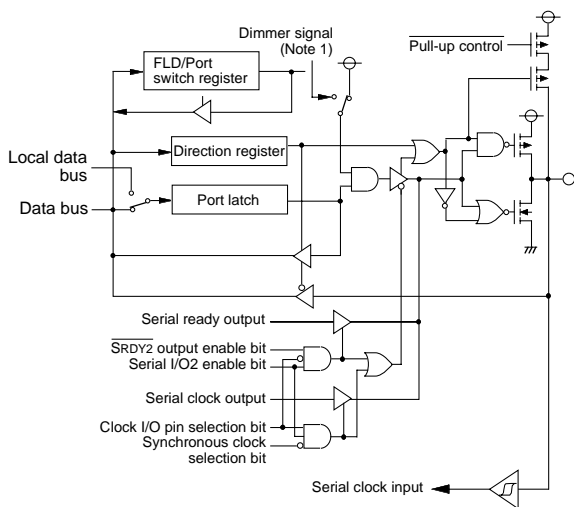 Dimmer signal
(Note 1)
Pull-up control
FLD/Port
switch register
Direction register
Local data
bus
Port latch
Data bus
Serial ready output
SRDY2 output enable bit
Serial I/O2 enable bit
Serial clock output
Clock I/O pin selection bit
Synchronous clock
selection bit
Serial clock input